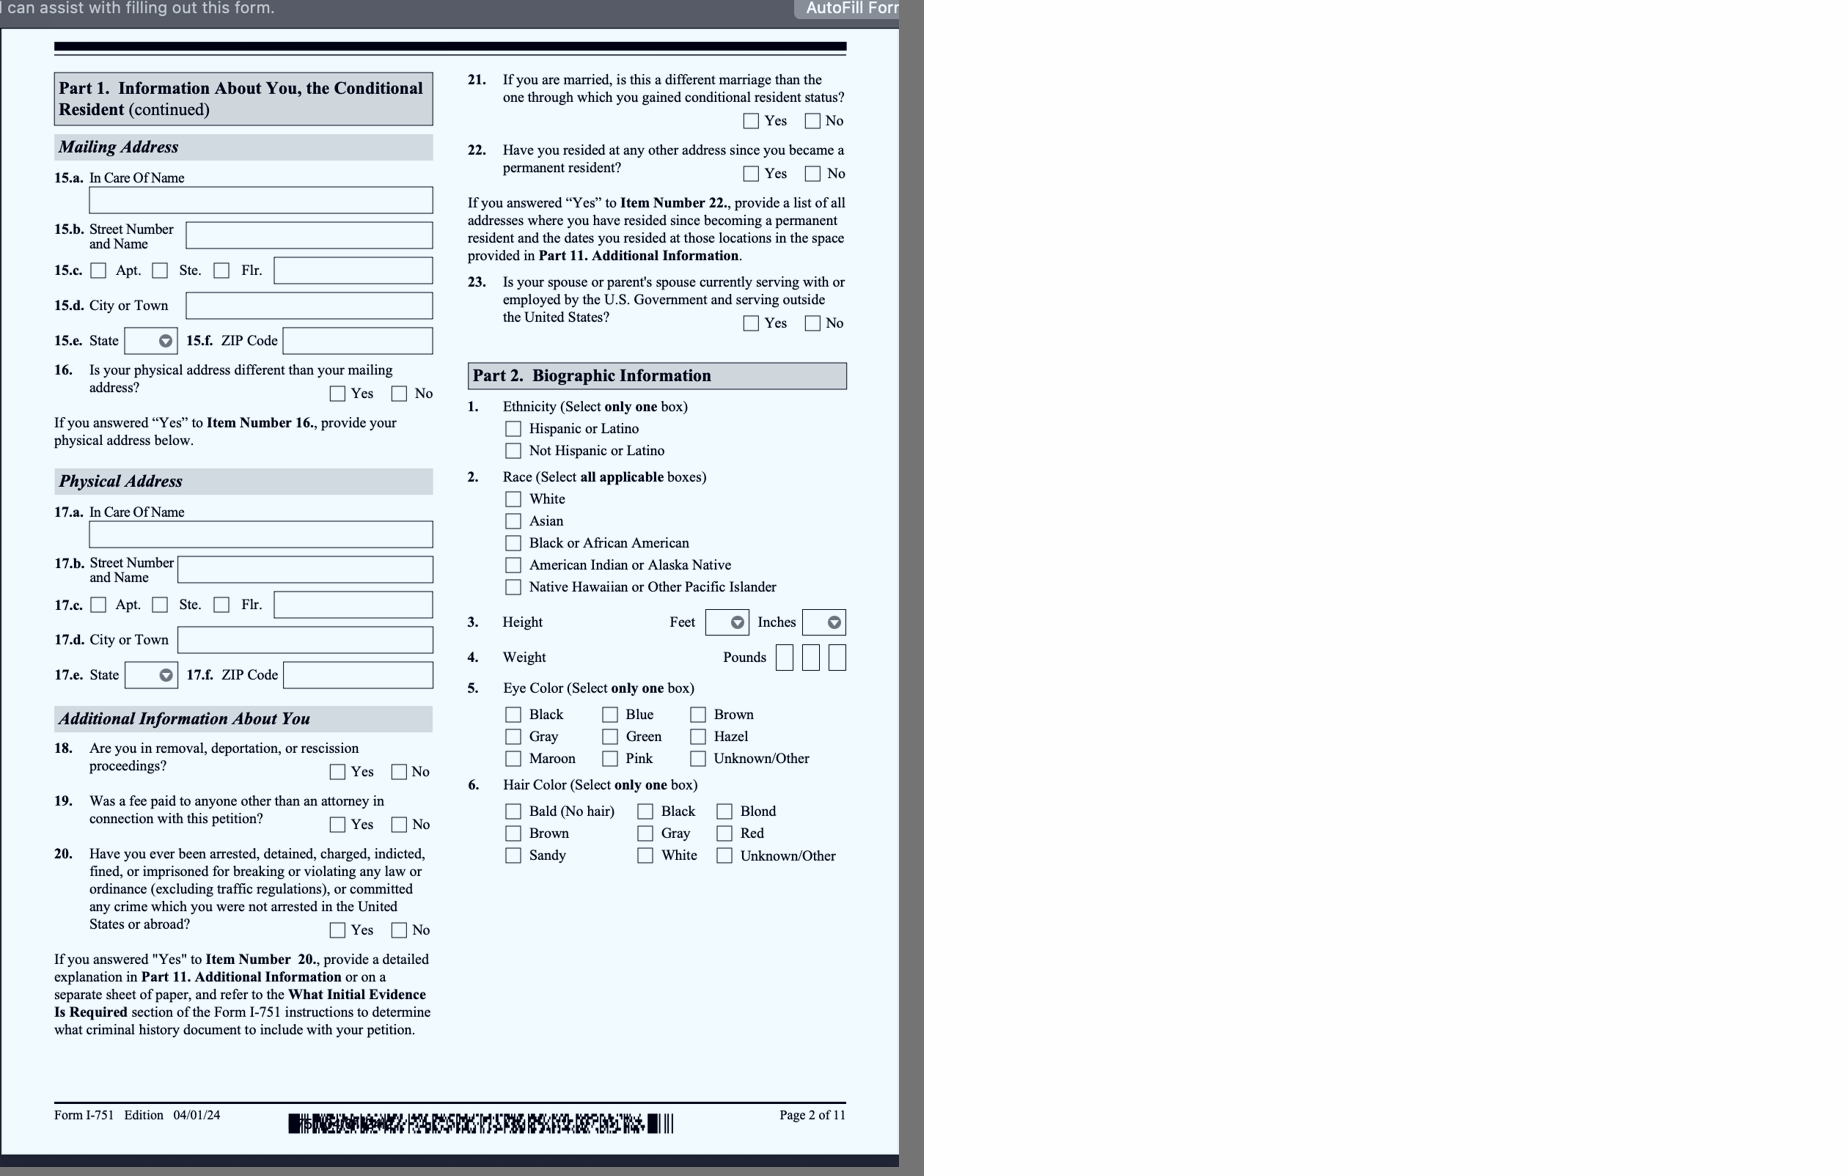 I can assist with filling out this form.
AutoFill Form
Part 1. Information About You, the Conditional
Resident (continued)
Mailing Address
15.a. In Care Of Name
15.b. Street Number
and Name
15.c. Apt. Ste. Flr.
15.d. City or Town
15.e. State 15.f. ZIP Code
16. Is your physical address different than your mailing
address? Yes No
If you answered “Yes” to Item Number 16., provide your
physical address below.
Physical Address
17.a. In Care Of Name
17.b. Street Number
and Name
17.c. Apt. Ste. Flr.
17.d. City or Town
17.e. State 17.f. ZIP Code
Additional Information About You
18. Are you in removal, deportation, or rescission
proceedings? Yes No
19. Was a fee paid to anyone other than an attorney in
connection with this petition? Yes No
20. Have you ever been arrested, detained, charged, indicted,
fined, or imprisoned for breaking or violating any law or
ordinance (excluding traffic regulations), or committed
any crime which you were not arrested in the United
States or abroad? Yes No
If you answered "Yes" to Item Number 20., provide a detailed
explanation in Part 11. Additional Information or on a
separate sheet of paper, and refer to the What Initial Evidence
Is Required section of the Form I-751 instructions to determine
what criminal history document to include with your petition.
21. If you are married, is this a different marriage than the
one through which you gained conditional resident status?
Yes No
22. Have you resided at any other address since you became a
permanent resident? Yes No
If you answered “Yes” to Item Number 22., provide a list of all
addresses where you have resided since becoming a permanent
resident and the dates you resided at those locations in the space
provided in Part 11. Additional Information.
23. Is your spouse or parent's spouse currently serving with or
employed by the U.S. Government and serving outside
the United States? Yes No
Part 2. Biographic Information
1. Ethnicity (Select only one box)
Hispanic or Latino
Not Hispanic or Latino
2. Race (Select all applicable boxes)
White
Asian
Black or African American
American Indian or Alaska Native
Native Hawaiian or Other Pacific Islander
3. Height Feet Inches
4. Weight Pounds
5. Eye Color (Select only one box)
Black Blue Brown
Gray Green Hazel
Maroon Pink Unknown/Other
6. Hair Color (Select only one box)
Bald (No hair) Black Blond
Brown Gray Red
Sandy White Unknown/Other
Form I-751 Edition 04/01/24
Page 2 of 11